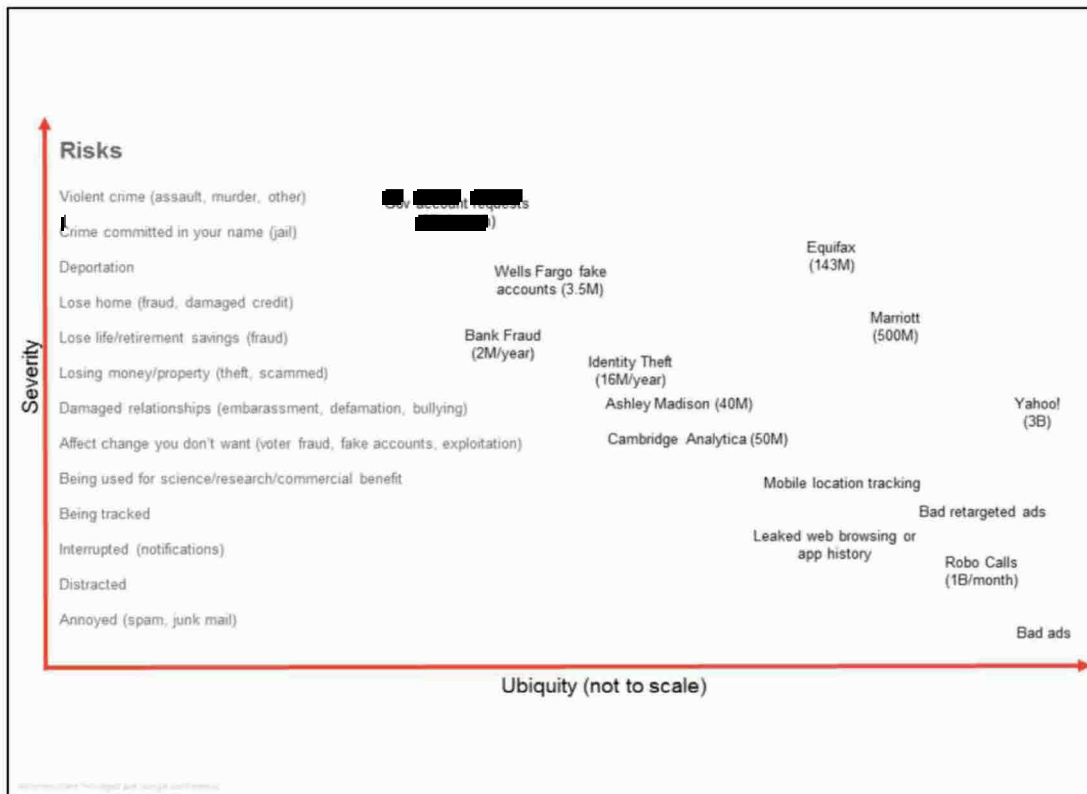 Risks
Violent crime (assault, murder, other)
Crime committed in your name (jail)
Deportation
Lose home (fraud, damaged credit)
Lose life/retirement savings (fraud)
Losing money/property (theft, scammed)
Damaged relationships (embarassment, defamation, bullying)
Affect change you don't want (voter fraud, fake accounts, exploitation)
Being used for science/research/commercial benefit
Being tracked
Interrupted (notifications)
Distracted
Annoyed (spam, junk mail)
Severity
Equifax
(143M)
Wells Fargo fake
accounts (3.5M)
Marriott
(500M)
Bank Fraud
(2M/year)
Identity Theft
(16M/year)
Ashley Madison (40M)
Yahoo!
(3B)
Cambridge Analytica (50M)
Mobile location tracking
Bad retargeted ads
Leaked web browsing or
app history
Robo Calls
(1B/month)
Bad ads
Ubiquity (not to scale)